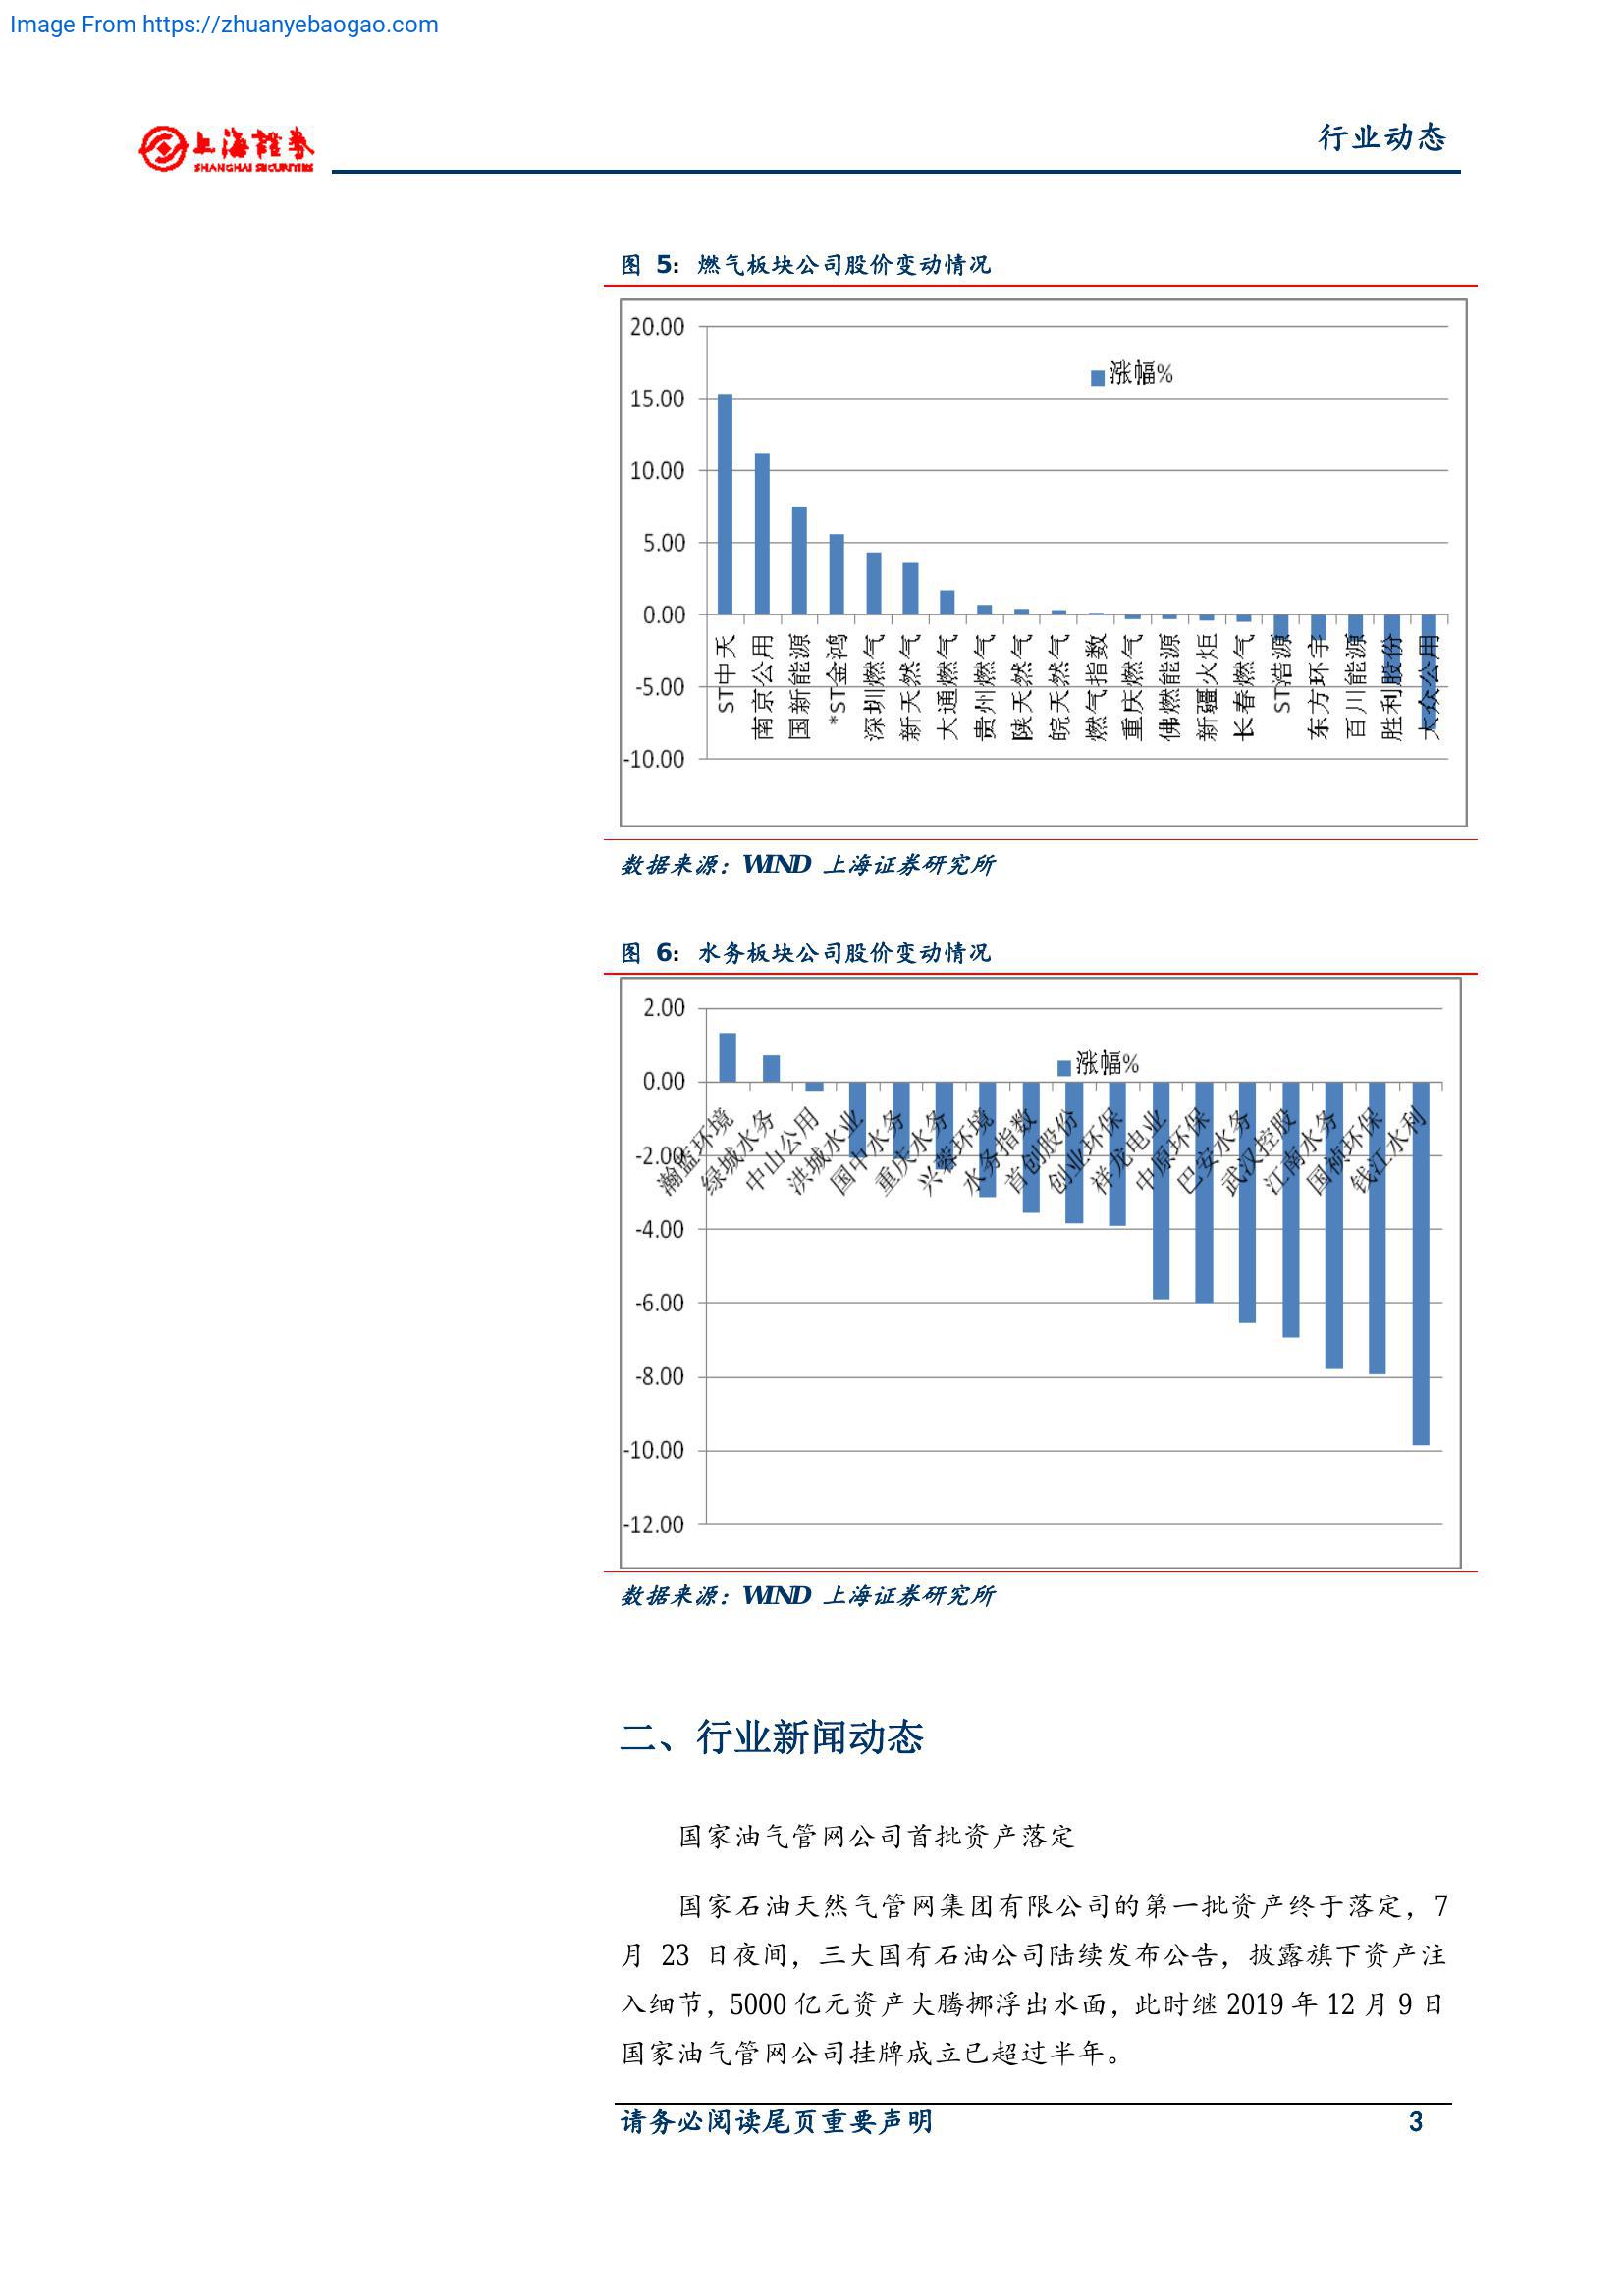 Image From https://zhuanyebaogao.com
上海證券
SHANGHAI SECURITIES
行业动态
图 5: 燃气板块公司股价变动情况
20.00
15.00
10.00
5.00
0.00
-5.00
-10.00
涨幅%
ST中天
南京公用
国新能源
*ST金鸿
深圳燃气
新天然气
大通燃气
贵州燃气
陕天然气
皖天然气
燃气指数
重庆燃气
佛燃能源
新疆火炬
长春燃气
ST浩源
东方环宇
百川能源
胜利股份
大众公用
数据来源: WIND 上海证券研究所
图 6: 水务板块公司股价变动情况
2.00
0.00
-2.00
-4.00
-6.00
-8.00
-10.00
-12.00
涨幅%
瀚蓝环境
绿城水务
中山公用
洪城水业
国中水务
重庆水务
兴蓉环境
水务指数
首创股份
创业环保
祥龙电业
中原环保
巴安水务
武汉控股
江南水务
国祯环保
钱江水利
数据来源: WIND 上海证券研究所
二、行业新闻动态
国家油气管网公司首批资产落定
国家石油天然气管网集团有限公司的第一批资产终于落定，7
月 23 日夜间，三大国有石油公司陆续发布公告，披露旗下资产注
入细节，5000 亿元资产大腾挪浮出水面，此时继 2019 年 12 月 9 日
国家油气管网公司挂牌成立已超过半年。
请务必阅读尾页重要声明 3